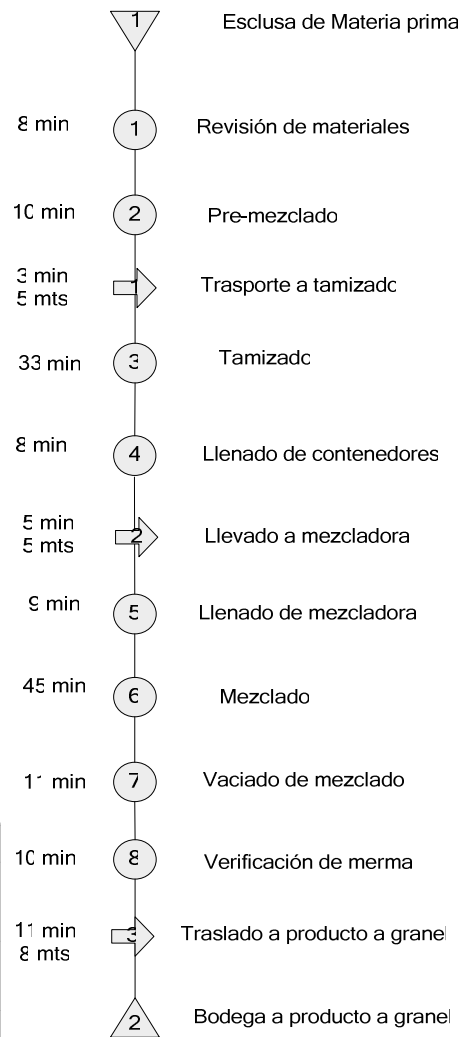 1 Esclusa de Materia prima
8 min 1 Revisión de materiales
10 min 2 Pre-mezclado
3 min
5 mts 1 Trasporte a tamizado
33 min 3 Tamizado
8 min 4 Llenado de contenedores
5 min
5 mts 2 Llevado a mezcladora
9 min 5 Llenado de mezcladora
45 min 6 Mezclado
11 min 7 Vaciado de mezclado
10 min 8 Verificación de merma
11 min
8 mts 3 Traslado a producto a granel
2 Bodega a producto a granel